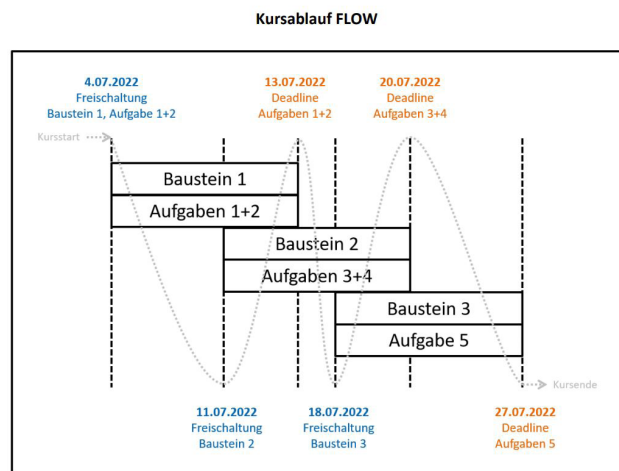 Kursablauf FLOW
4.07.2022
Freischaltung
Baustein 1, Aufgabe 1+2
13.07.2022
Deadline
Aufgaben 1+2
20.07.2022
Deadline
Aufgaben 3+4
Kursstart
Baustein 1
Aufgaben 1+2
Baustein 2
Aufgaben 3+4
Baustein 3
Aufgabe 5
Kursende
11.07.2022
Freischaltung
Baustein 2
18.07.2022
Freischaltung
Baustein 3
27.07.2022
Deadline
Aufgaben 5